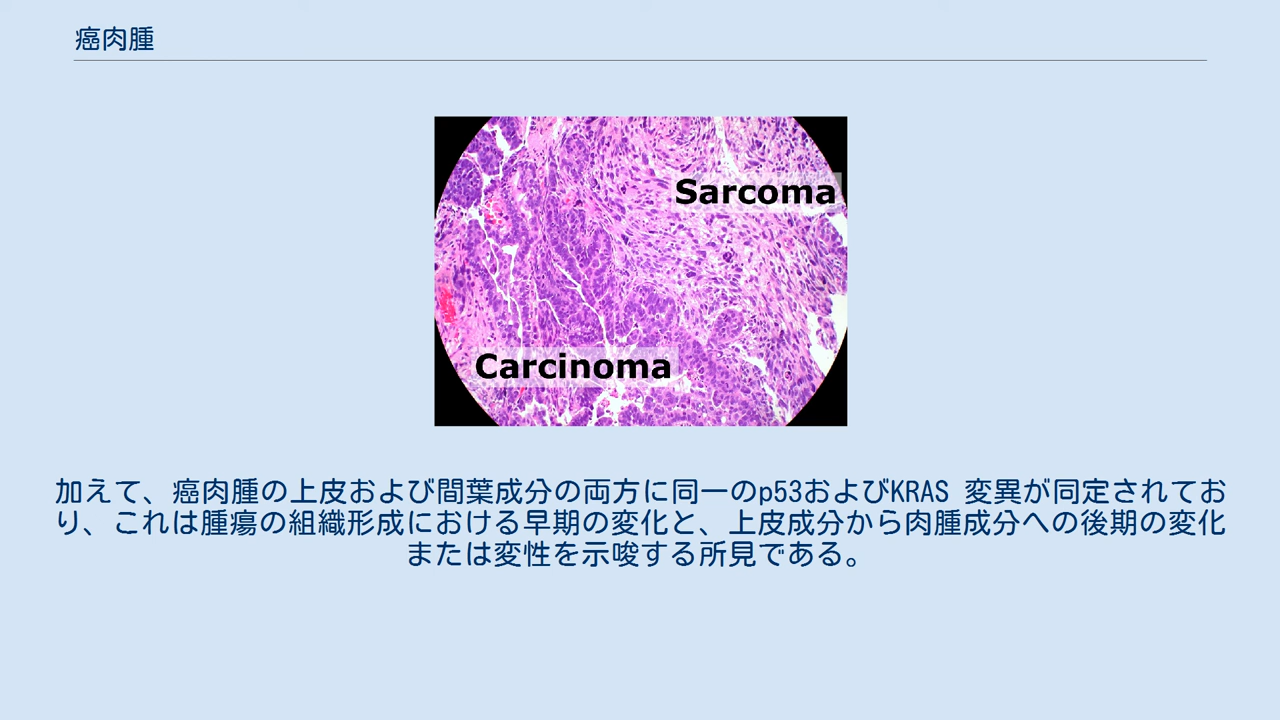 癌肉腫
Sarcoma
Carcinoma
加えて、癌肉腫の上皮および間葉成分の両方に同一のp53およびKRAS 変異が同定されてお
り、これは腫瘍の組織形成における早期の変化と、上皮成分から肉腫成分への後期の変化
または変性を示唆する所見である。